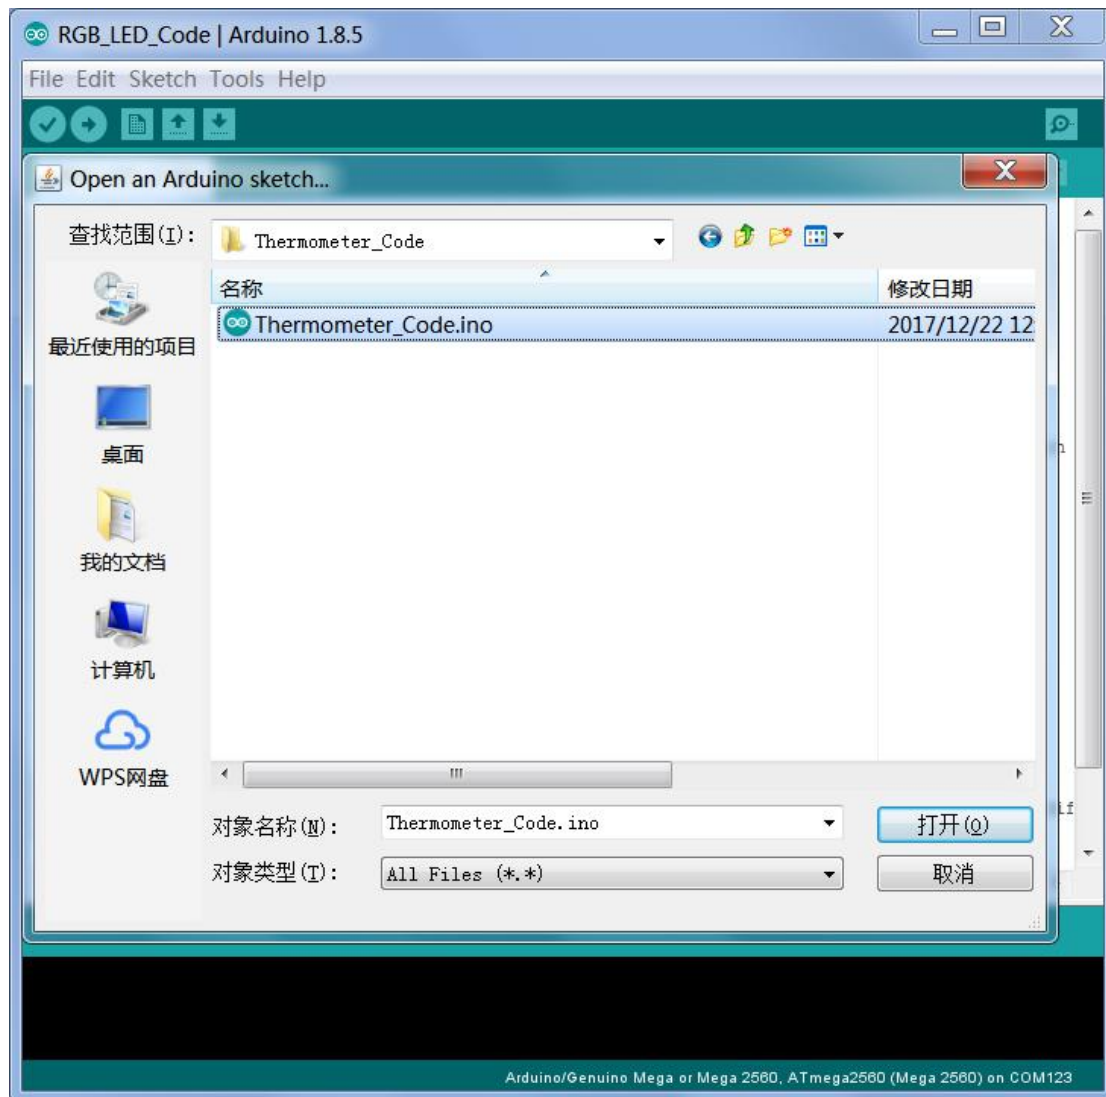 RGB_LED_Code | Arduino 1.8.5
File Edit Sketch Tools Help
Open an Arduino sketch...
查找范围(I):
Thermometer_Code
名称
修改日期
Thermometer_Code.ino
2017/12/22 12:
最近使用的项目
桌面
我的文档
计算机
WPS网盘
对象名称(N):
Thermometer_Code.ino
打开(O)
对象类型(T):
All Files (*.*)
取消
if
Arduino/Genuino Mega or Mega 2560, ATmega2560 (Mega 2560) on COM123